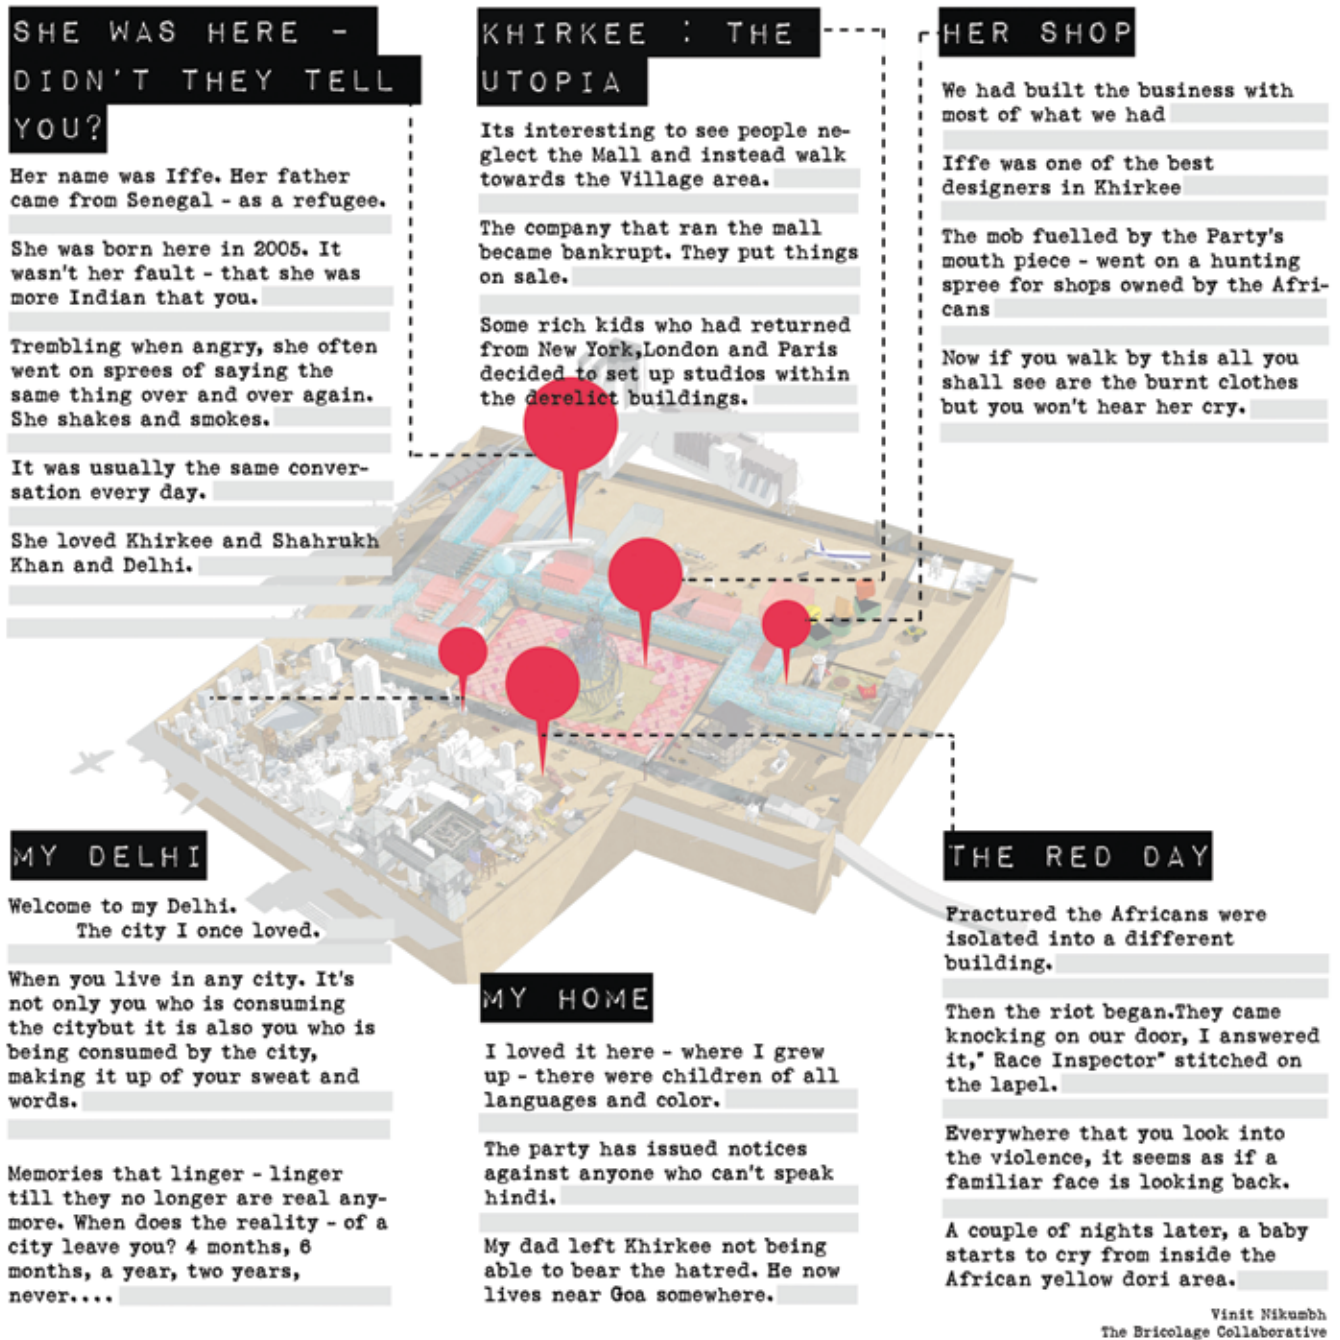 SHE WAS HERE -
DIDN'T THEY TELL
YOU?
Her name was Iffe. Her father
came from Senegal - as a refugee.
She was born here in 2005. It
wasn't her fault - that she was
more Indian that you.
Trembling when angry, she often
went on sprees of saying the
same thing over and over again.
She shakes and smokes.
It was usually the same conver-
sation every day.
She loved Khirkee and Shahrukh
Khan and Delhi.
KHIRKEE : THE
UTOPIA
Its interesting to see people ne-
glect the Mall and instead walk
towards the Village area.
The company that ran the mall
became bankrupt. They put things
on sale.
Some rich kids who had returned
from New York,London and Paris
decided to set up studios within
the derelict buildings.
HER SHOP
We had built the business with
most of what we had
Iffe was one of the best
designers in Khirkee
The mob fuelled by the Party's
mouth piece - went on a hunting
spree for shops owned by the Afri-
cans
Now if you walk by this all you
shall see are the burnt clothes
but you won't hear her cry.
MY DELHI
Welcome to my Delhi.
The city I once loved.
When you live in any city. It's
not only you who is consuming
the citybut it is also you who is
being consumed by the city,
making it up of your sweat and
words.
Memories that linger - linger
till they no longer are real any-
more. When does the reality - of a
city leave you? 4 months, 6
months, a year, two years,
never....
MY HOME
I loved it here - where I grew
up - there were children of all
languages and color.
The party has issued notices
against anyone who can't speak
hindi.
My dad left Khirkee not being
able to bear the hatred. He now
lives near Goa somewhere.
THE RED DAY
Fractured the Africans were
isolated into a different
building.
Then the riot began.They came
knocking on our door, I answered
it," Race Inspector" stitched on
the lapel.
Everywhere that you look into
the violence, it seems as if a
familiar face is looking back.
A couple of nights later, a baby
starts to cry from inside the
African yellow dori area.
Vinit Nikumbh
The Bricolage Collaborative